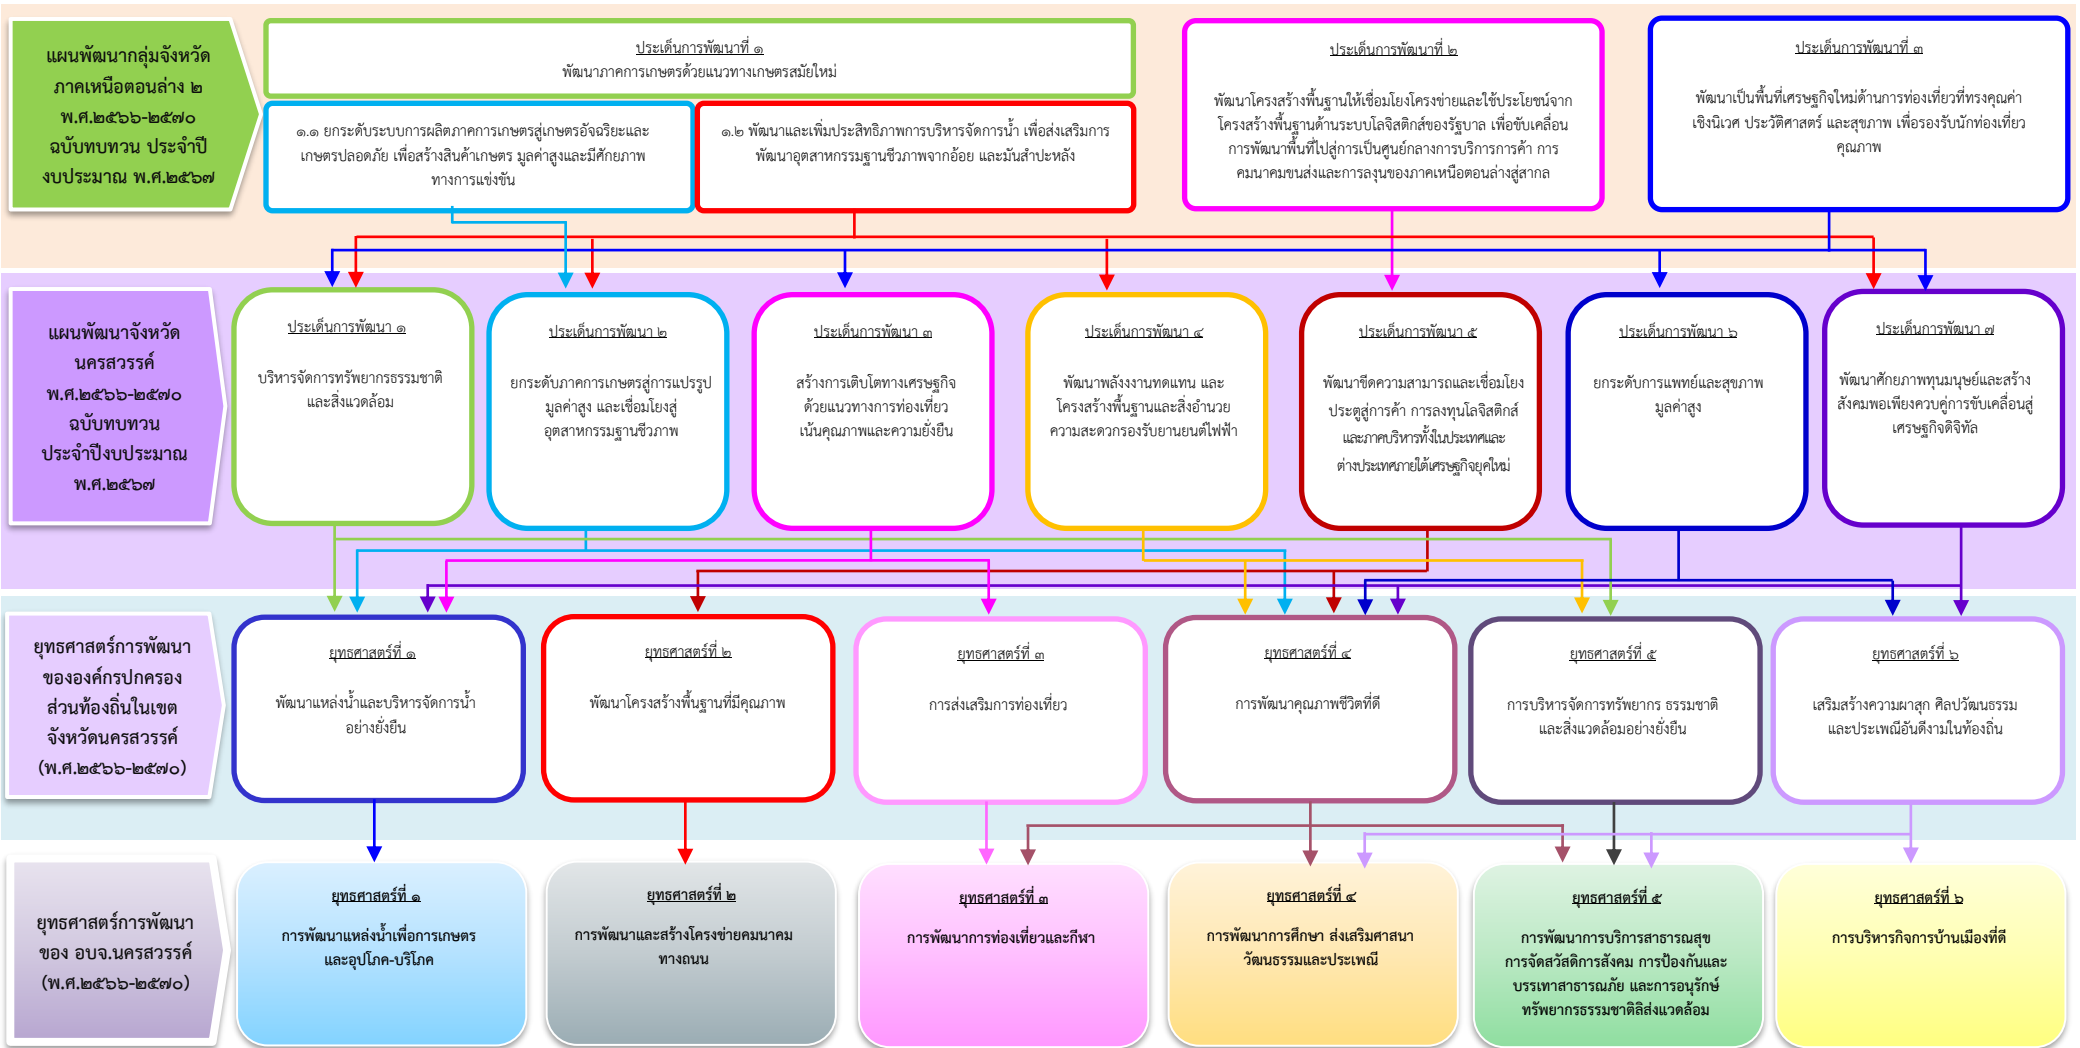 แผนพัฒนากลุ่มจังหวัด
ภาคเหนือตอนล่าง ๒
พ.ศ.๒๕๖๖-๒๕๗๐
ฉบับทบทวน ประจำปี
งบประมาณ พ.ศ.๒๕๖๗
ประเด็นการพัฒนาที่ ๑
พัฒนาภาคการเกษตรด้วยแนวทางเกษตรสมัยใหม่
๑.๑ ยกระดับระบบการผลิตภาคการเกษตรสู่เกษตรอัจฉริยะและ
เกษตรปลอดภัย เพื่อสร้างสินค้าเกษตร มูลค่าสูงและมีศักยภาพ
ทางการแข่งขัน
๑.๒ พัฒนาและเพิ่มประสิทธิภาพการบริหารจัดการน้ำ เพื่อส่งเสริมการ
พัฒนาอุตสาหกรรมฐานชีวภาพจากอ้อย และมันสำปะหลัง
ประเด็นการพัฒนาที่ ๒
พัฒนาโครงสร้างพื้นฐานให้เชื่อมโยงโครงข่ายและใช้ประโยชน์จาก
โครงสร้างพื้นฐานด้านระบบโลจิสติกส์ของรัฐบาล เพื่อขับเคลื่อน
การพัฒนาพื้นที่ไปสู่การเป็นศูนย์กลางการบริการการค้า การ
คมนาคมขนส่งและการลงุนของภาคเหนือตอนล่างสู่สากล
ประเด็นการพัฒนาที่ ๓
พัฒนาเป็นพื้นที่เศรษฐกิจใหม่ด้านการท่องเที่ยวที่ทรงคุณค่า
เชิงนิเวศ ประวัติศาสตร์ และสุขภาพ เพื่อรองรับนักท่องเที่ยว
คุณภาพ
แผนพัฒนาจังหวัด
นครสวรรค์
พ.ศ.๒๕๖๖-๒๕๗๐
ฉบับทบทวน
ประจำปีงบประมาณ
พ.ศ.๒๕๖๗
ประเด็นการพัฒนา ๑
บริหารจัดการทรัพยากรธรรมชาติ
และสิ่งแวดล้อม
ประเด็นการพัฒนา ๒
ยกระดับภาคการเกษตรสู่การแปรรูป
มูลค่าสูง และเชื่อมโยงสู่
อุตสาหกรรมฐานชีวภาพ
ประเด็นการพัฒนา ๓
สร้างการเติบโตทางเศรษฐกิจ
ด้วยแนวทางการท่องเที่ยว
เน้นคุณภาพและความยั่งยืน
ประเด็นการพัฒนา ๔
พัฒนาพลังงงานทดแทน และ
โครงสร้างพื้นฐานและสิ่งอำนวย
ความสะดวกรองรับยานยนต์ไฟฟ้า
ประเด็นการพัฒนา ๕
พัฒนาขีดความสามารถและเชื่อมโยง
ประตูสู่การค้า การลงทุนโลจิสติกส์
และภาคบริหารทั้งในประเทศและ
ต่างประเทศภายใต้เศรษฐกิจยุคใหม่
ประเด็นการพัฒนา ๖
ยกระดับการแพทย์และสุขภาพ
มูลค่าสูง
ประเด็นการพัฒนา ๗
พัฒนาศักยภาพทุนมนุษย์และสร้าง
สังคมพอเพียงควบคู่การขับเคลื่อนสู่
เศรษฐกิจดิจิทัล
ยุทธศาสตร์การพัฒนา
ขององค์กรปกครอง
ส่วนท้องถิ่นในเขต
จังหวัดนครสวรรค์
(พ.ศ.๒๕๖๖-๒๕๗๐)
ยุทธศาสตร์ที่ ๑
พัฒนาแหล่งน้ำและบริหารจัดการน้ำ
อย่างยั่งยืน
ยุทธศาสตร์ที่ ๒
พัฒนาโครงสร้างพื้นฐานที่มีคุณภาพ
ยุทธศาสตร์ที่ ๓
การส่งเสริมการท่องเที่ยว
ยุทธศาสตร์ที่ ๔
การพัฒนาคุณภาพชีวิตที่ดี
ยุทธศาสตร์ที่ ๕
การบริหารจัดการทรัพยากร ธรรมชาติ
และสิ่งแวดล้อมอย่างยั่งยืน
ยุทธศาสตร์ที่ ๖
เสริมสร้างความผาสุก ศิลปวัฒนธรรม
และประเพณีอันดีงามในท้องถิ่น
ยุทธศาสตร์การพัฒนา
ของ อบจ.นครสวรรค์
(พ.ศ.๒๕๖๖-๒๕๗๐)
ยุทธศาสตร์ที่ ๑
การพัฒนาแหล่งน้ำเพื่อการเกษตร
และอุปโภค-บริโภค
ยุทธศาสตร์ที่ ๒
การพัฒนาและสร้างโครงข่ายคมนาคม
ทางถนน
ยุทธศาสตร์ที่ ๓
การพัฒนาการท่องเที่ยวและกีฬา
ยุทธศาสตร์ที่ ๔
การพัฒนาการศึกษา ส่งเสริมศาสนา
วัฒนธรรมและประเพณี
ยุทธศาสตร์ที่ ๕
การพัฒนาการบริการสาธารณสุข
การจัดสวัสดิการสังคม การป้องกันและ
บรรเทาสาธารณภัย และการอนุรักษ์
ทรัพยากรธรรมชาติลิส่งแวดล้อม
ยุทธศาสตร์ที่ ๖
การบริหารกิจการบ้านเมืองที่ดี